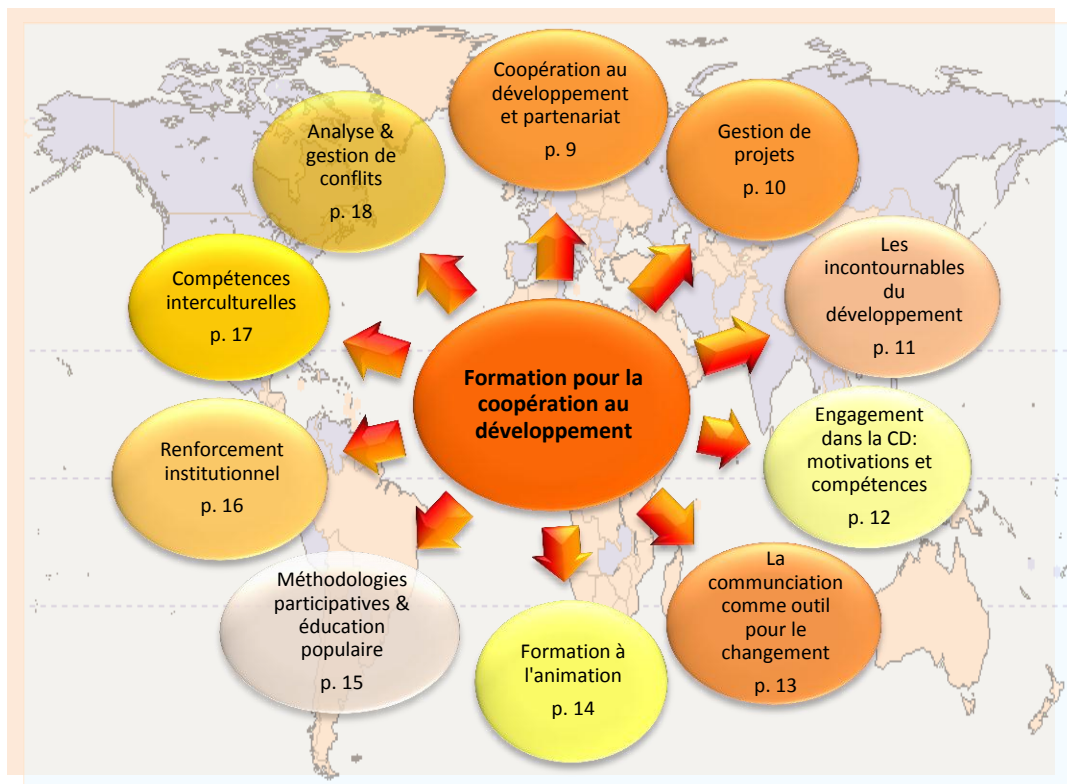 Coopération au
développement
et partenariat
p. 9
Gestion de
projets
p. 10
Les
incontournables
du
développement
p. 11
Engagement
dans la CD:
motivations et
compétences
p. 12
La
communciation
comme outil
pour le
changement
p. 13
Formation à
l'animation
p. 14
Méthodologies
participatives &
éducation
populaire
p. 15
Renforcement
institutionnel
p. 16
Compétences
interculturelles
p. 17
Analyse &
gestion de
conflits
p. 18
Formation pour la
coopération au
développement